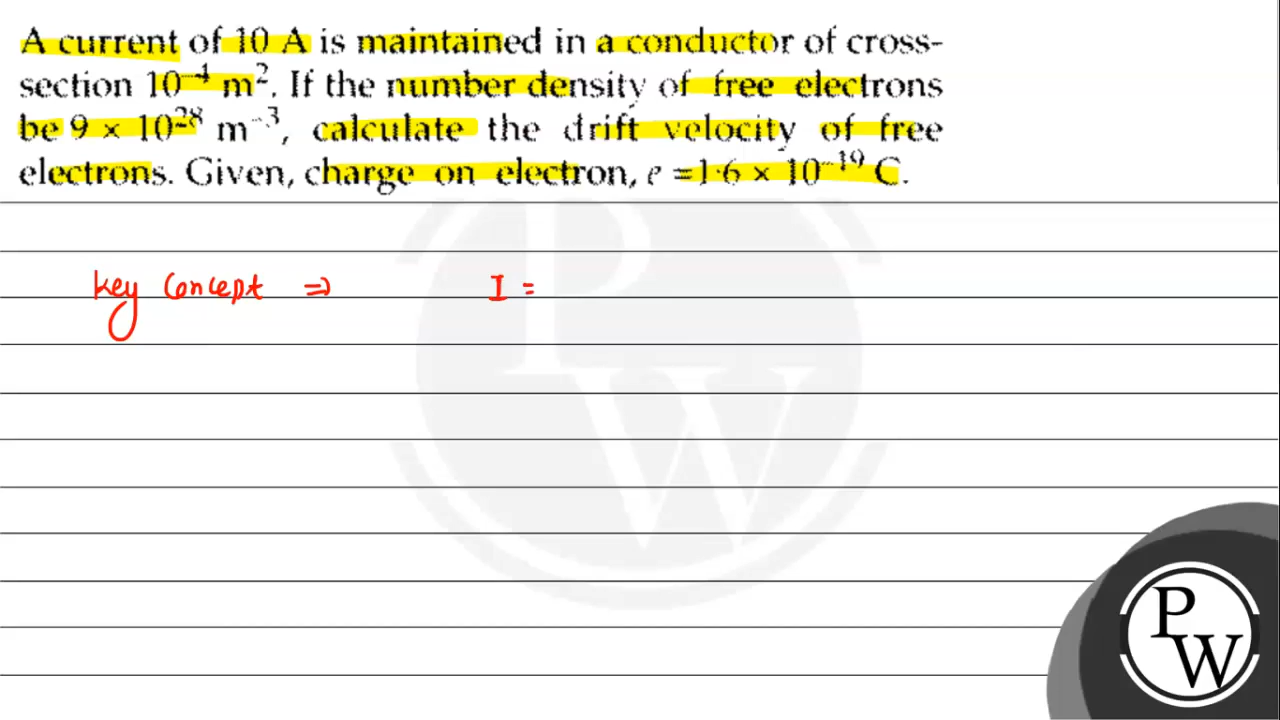 A current of 10 A is maintained in a conductor of cross-
section 10⁻⁴ m². If the number density of free electrons
be 9 × 10²⁸ m⁻³, calculate the drift velocity of free
electrons. Given, charge on electron, e = 1·6 × 10⁻¹⁹ C.
Key Concept ⇒ I =
P
W
P
W